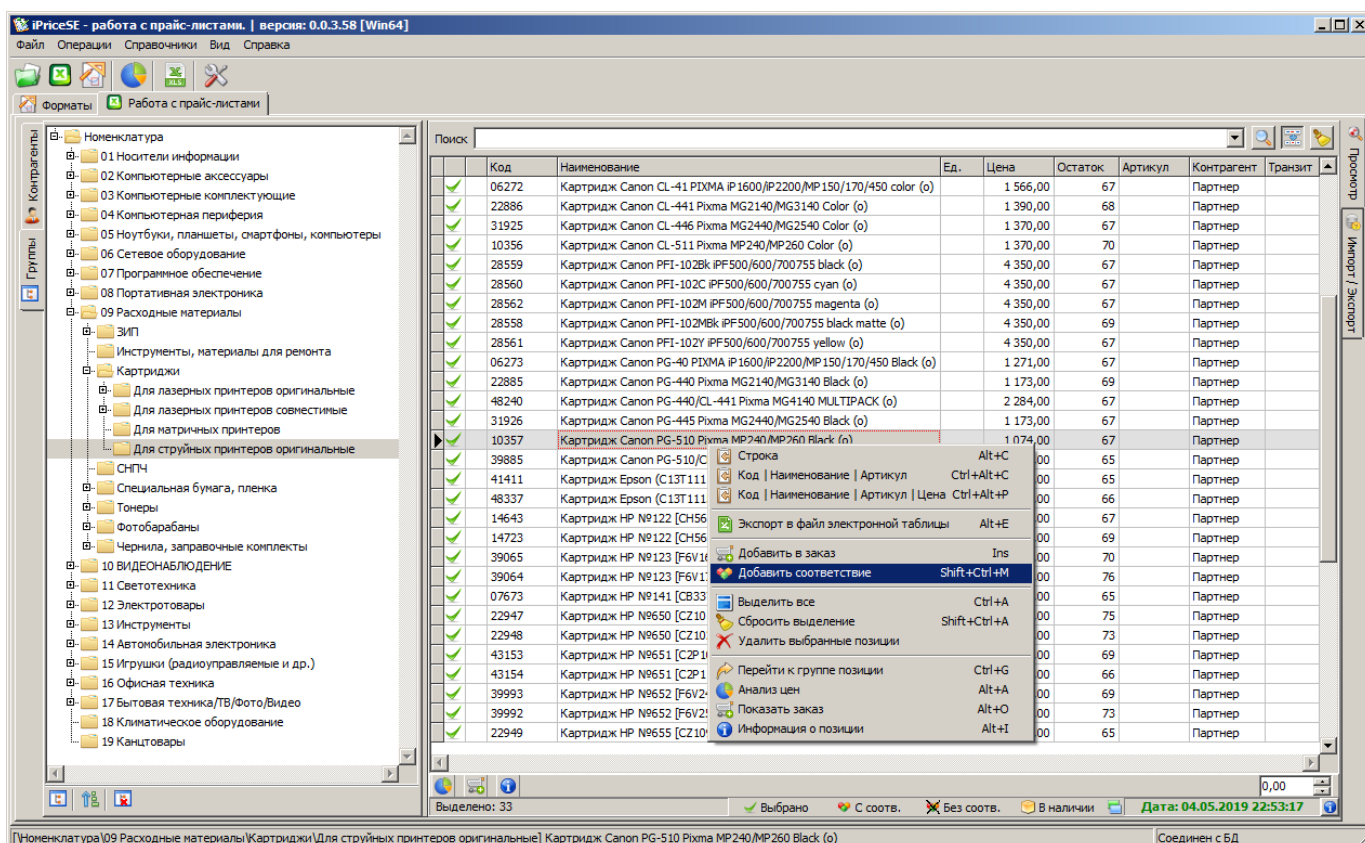 iPriceSE - работа с прайс-листами. | версия: 0.0.3.58 [Win64]
Файл Операции Справочники Вид Справка
XLS
Форматы Работа с прайс-листами
Контрагенты
Группы
Номенклатура
01 Носители информации
02 Компьютерные аксессуары
03 Компьютерные комплектующие
04 Компьютерная периферия
05 Ноутбуки, планшеты, смартфоны, компьютеры
06 Сетевое оборудование
07 Программное обеспечение
08 Портативная электроника
09 Расходные материалы
ЗИП
Инструменты, материалы для ремонта
Картриджи
Для лазерных принтеров оригинальные
Для лазерных принтеров совместимые
Для матричных принтеров
Для струйных принтеров оригинальные
СНПЧ
Специальная бумага, пленка
Тонеры
Фотобарабаны
Чернила, заправочные комплекты
10 ВИДЕОНАБЛЮДЕНИЕ
11 Светотехника
12 Электротовары
13 Инструменты
14 Автомобильная электроника
15 Игрушки (радиоуправляемые и др.)
16 Офисная техника
17 Бытовая техника/ТВ/Фото/Видео
18 Климатическое оборудование
19 Канцтовары
Поиск
Код Наименование Ед. Цена Остаток Артикул Контрагент Транзит
06272 Картридж Canon CL-41 PIXMA iP1600/iP2200/MP150/170/450 color (o) 1 566,00 67 Партнер
22886 Картридж Canon CL-441 Pixma MG2140/MG3140 Color (o) 1 390,00 68 Партнер
31925 Картридж Canon CL-446 Pixma MG2440/MG2540 Color (o) 1 370,00 67 Партнер
10356 Картридж Canon CL-511 Pixma MP240/MP260 Color (o) 1 370,00 70 Партнер
28559 Картридж Canon PFI-102Bk iPF500/600/700755 black (o) 4 350,00 67 Партнер
28560 Картридж Canon PFI-102C iPF500/600/700755 cyan (o) 4 350,00 67 Партнер
28562 Картридж Canon PFI-102M iPF500/600/700755 magenta (o) 4 350,00 67 Партнер
28558 Картридж Canon PFI-102MBk iPF500/600/700755 black matte (o) 4 350,00 69 Партнер
28561 Картридж Canon PFI-102Y iPF500/600/700755 yellow (o) 4 350,00 67 Партнер
06273 Картридж Canon PG-40 PIXMA iP1600/iP2200/MP150/170/450 Black (o) 1 271,00 67 Партнер
22885 Картридж Canon PG-440 Pixma MG2140/MG3140 Black (o) 1 173,00 69 Партнер
48240 Картридж Canon PG-440/CL-441 Pixma MG4140 MULTIPACK (o) 2 284,00 67 Партнер
31926 Картридж Canon PG-445 Pixma MG2440/MG2540 Black (o) 1 173,00 67 Партнер
10357 Картридж Canon PG-510 Pixma MP240/MP260 Black (o) 1 074,00 67 Партнер
39885 Картридж Canon PG-510/C 00 65 Партнер
41411 Картридж Epson (C13T111 00 65 Партнер
48337 Картридж Epson (C13T111 00 66 Партнер
14643 Картридж HP №122 [CH56 00 67 Партнер
14723 Картридж HP №122 [CH56 00 69 Партнер
39065 Картридж HP №123 [F6V16 00 70 Партнер
39064 Картридж HP №123 [F6V17 00 76 Партнер
07673 Картридж HP №141 [CB33 00 65 Партнер
22947 Картридж HP №650 [CZ10 00 75 Партнер
22948 Картридж HP №650 [CZ10 00 73 Партнер
43153 Картридж HP №651 [C2P1 00 69 Партнер
43154 Картридж HP №651 [C2P1 00 66 Партнер
39993 Картридж HP №652 [F6V2 00 69 Партнер
39992 Картридж HP №652 [F6V2 00 73 Партнер
22949 Картридж HP №655 [CZ10 00 65 Партнер
Строка Alt+C
Код | Наименование | Артикул Ctrl+Alt+C
Код | Наименование | Артикул | Цена Ctrl+Alt+P
Экспорт в файл электронной таблицы Alt+E
Добавить в заказ Ins
Добавить соответствие Shift+Ctrl+M
Выделить все Ctrl+A
Сбросить выделение Shift+Ctrl+A
Удалить выбранные позиции
Перейти к группе позиции Ctrl+G
Анализ цен Alt+A
Показать заказ Alt+O
Информация о позиции Alt+I
Просмотр
Импорт / Экспорт
0,00
Выделено: 33 Выбрано С соотв. Без соотв. В наличии Дата: 04.05.2019 22:53:17
[\Номенклатура\09 Расходные материалы\Картриджи\Для струйных принтеров оригинальные] Картридж Canon PG-510 Pixma MP240/MP260 Black (o) Соединен с БД